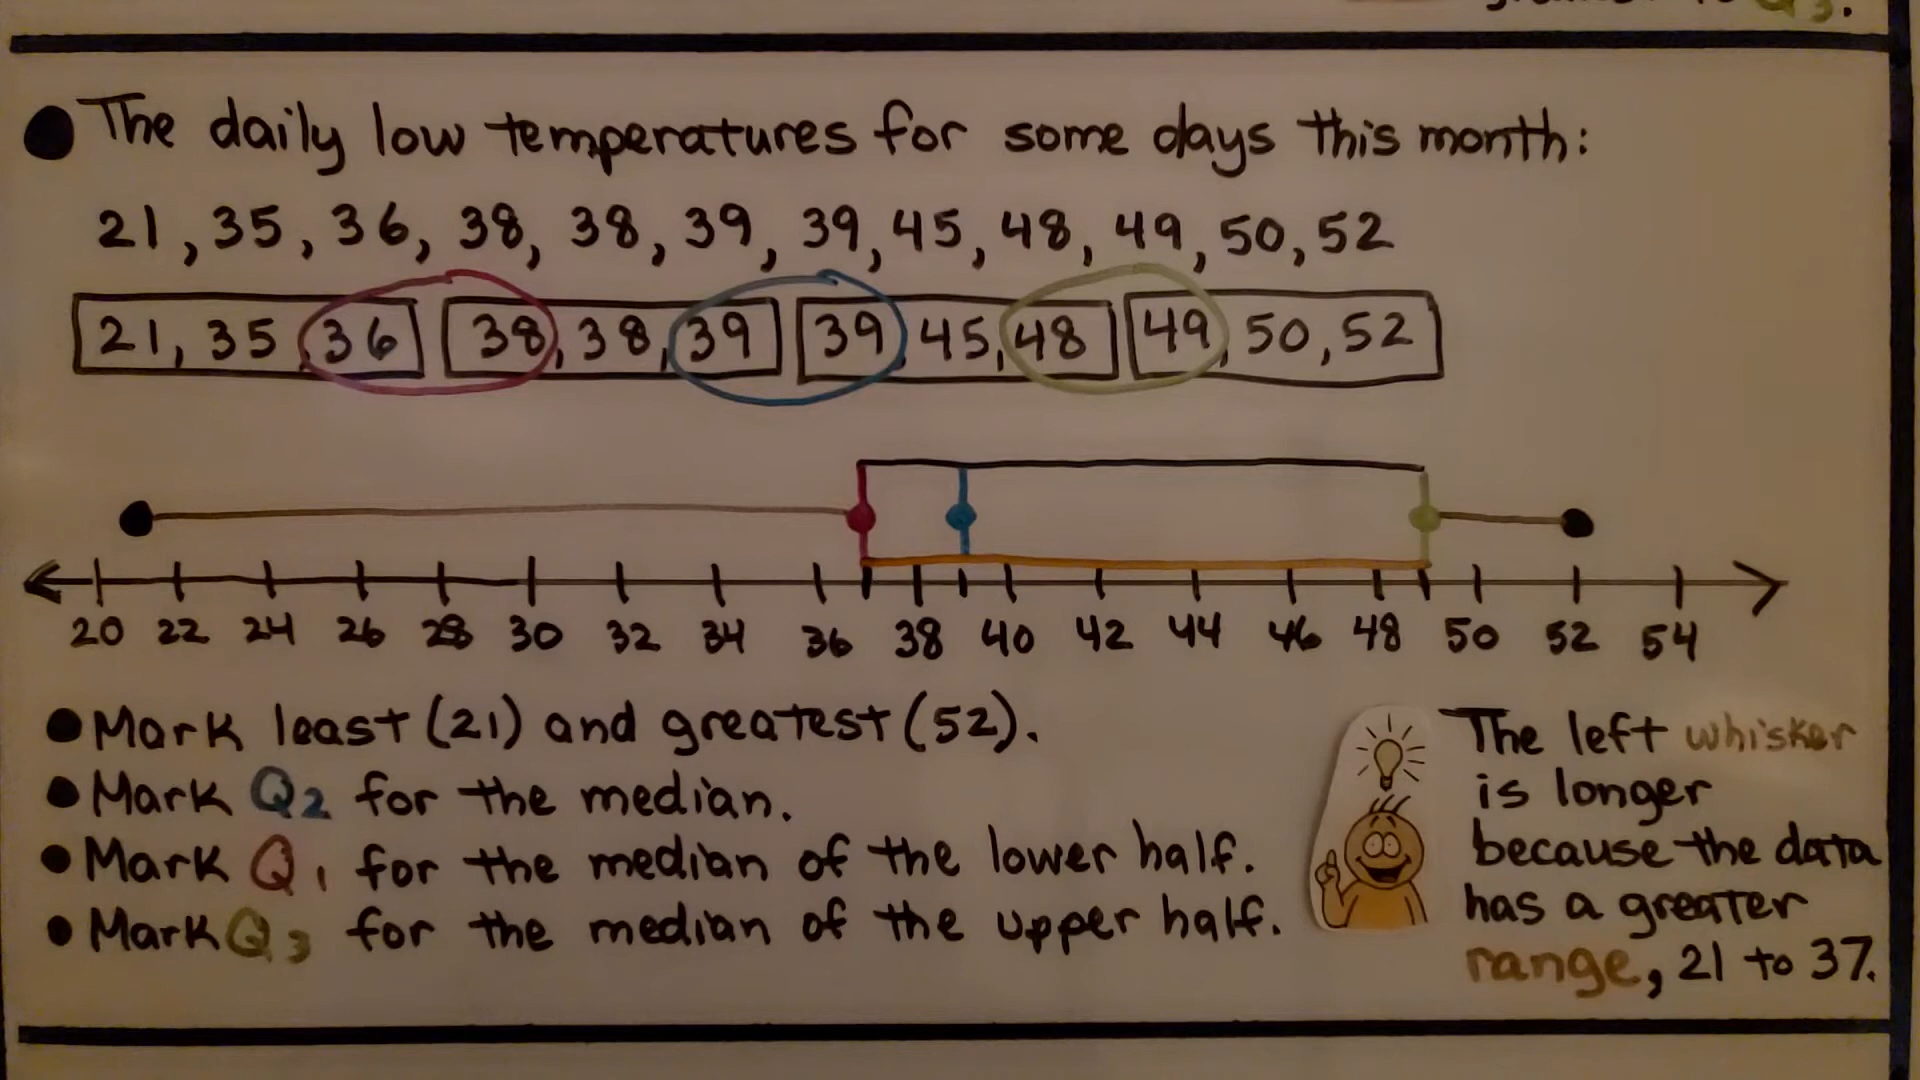 The daily low temperatures for some days this month:
21, 35, 36, 38, 38, 39, 39, 45, 48, 49, 50, 52
21, 35, 36 38, 38, 39 39, 45, 48 49, 50, 52
20 22 24 26 28 30 32 34 36 38 40 42 44 46 48 50 52 54
Mark least (21) and greatest (52).
Mark Q2 for the median.
Mark Q1 for the median of the lower half.
Mark Q3 for the median of the upper half.
The left whisker
is longer
because the data
has a greater
range, 21 to 37.